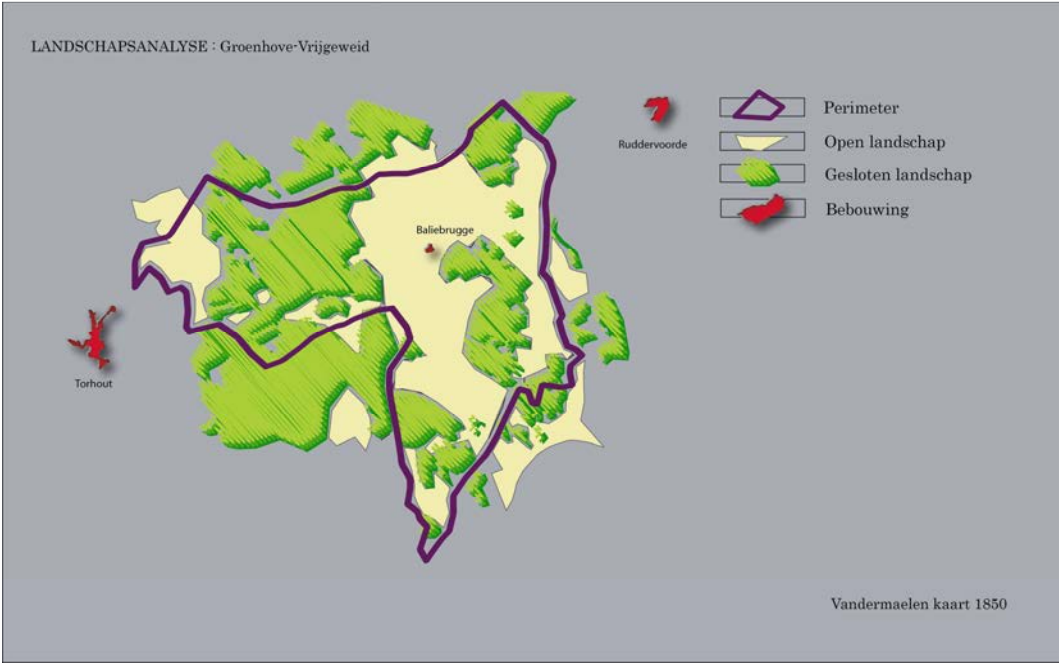 LANDSCHAPSANALYSE : Groenhove-Vrijgeweid
Ruddervoorde
Perimeter
Open landschap
Gesloten landschap
Bebouwing
Baliebrugge
Torhout
Vandermaelen kaart 1850